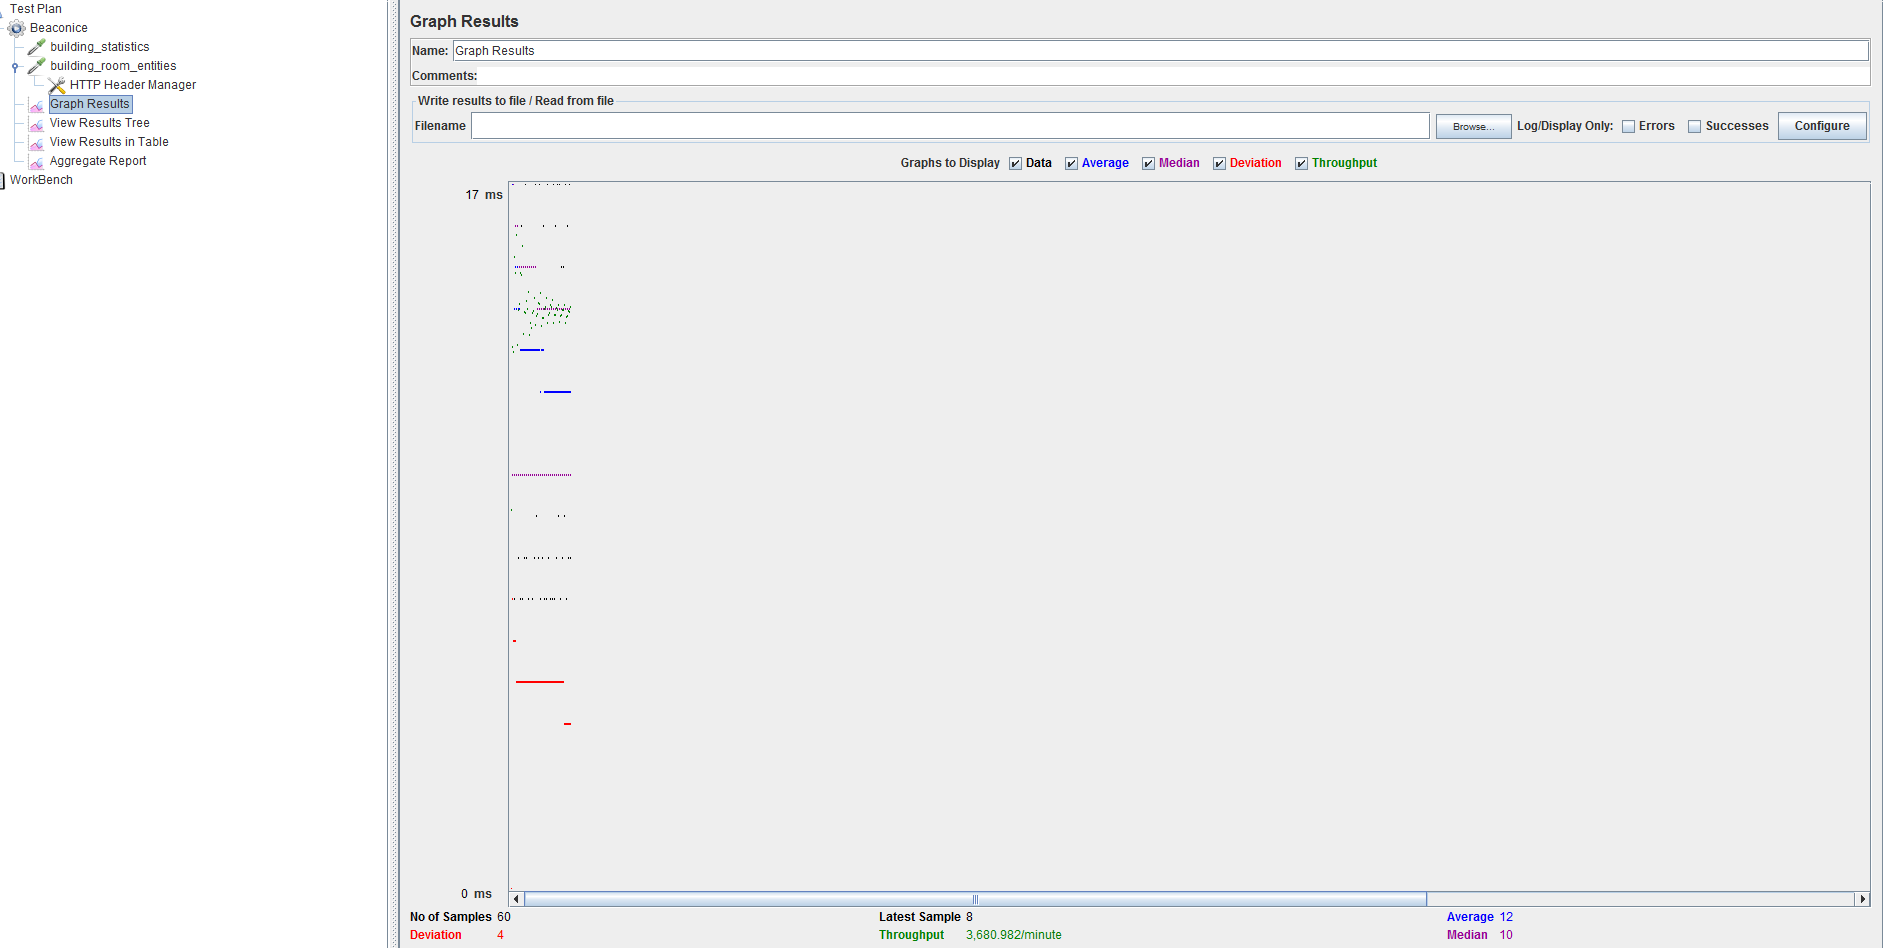 Test Plan
Beaconice
building_statistics
building_room_entities
HTTP Header Manager
Graph Results
View Results Tree
View Results in Table
Aggregate Report
WorkBench
Graph Results
Name: Graph Results
Comments:
Write results to file / Read from file
Filename Browse... Log/Display Only: Errors Successes Configure
Graphs to Display Data Average Median Deviation Throughput
17 ms
0 ms
No of Samples 60 Latest Sample 8 Average 12
Deviation 4 Throughput 3,680.982/minute Median 10